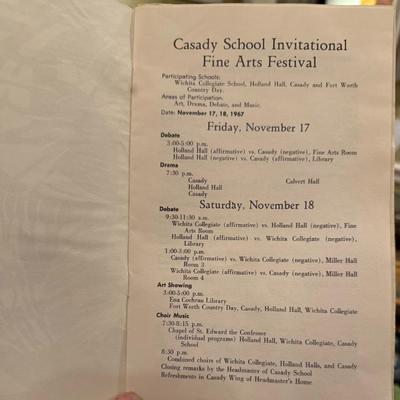 Casady School Invitational
Fine Arts Festival
Participating Schools:
Wichita Collegiate School, Holland Hall, Casady and Fort Worth
Country Day.
Areas of Participation:
Art, Drama, Debate, and Music.
Date: November 17, 18, 1967
Friday, November 17
Debate
3:00-5:00 p.m.
Holland Hall (affirmative) vs. Casady (negative), Fine Arts Room
Holland Hall (negative) vs. Casady (affirmative), Library
Drama
7:30 p.m.
Casady Calvert Hall
Holland Hall
Casady
Saturday, November 18
Debate
9:30-11:30 a.m.
Wichita Collegiate (affirmative) vs. Holland Hall (negative), Fine
Arts Room
Holland Hall (affirmative) vs. Wichita Collegiate (negative),
Library
1:00-3:00 p.m.
Casady (affirmative) vs. Wichita Collegiate (negative), Miller Hall
Room 3
Wichita Collegiate (affirmative) vs. Casady (negative), Miller Hall
Room 4
Art Showing
3:00-5:00 p.m.
Ena Cochran Library
Fort Worth Country Day, Casady, Holland Hall, Wichita Collegiate
Choir Music
7:30-8:15 p.m.
Chapel of St. Edward the Confessor
(individual programs) Holland Hall, Wichita Collegiate, Casady
School
8:30 p.m.
Combined choirs of Wichita Collegiate, Holland Halls, and Casady
Closing remarks by the Headmaster of Casady School
Refreshments in Casady Wing of Headmaster's Home